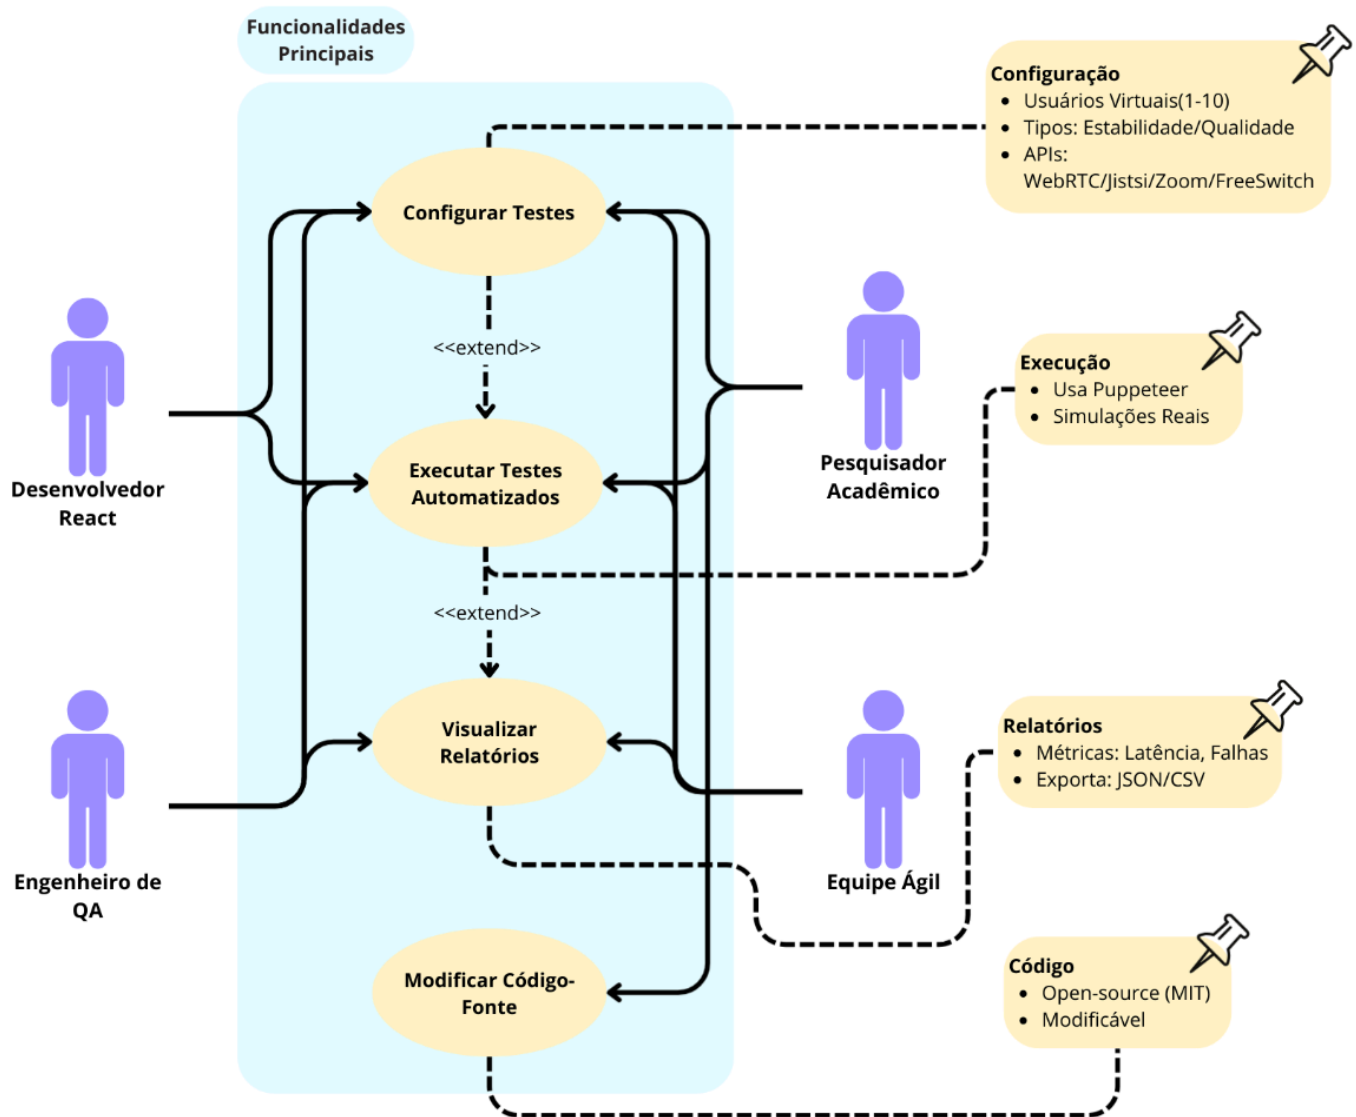 Funcionalidades
Principais
Configuração
• Usuários Virtuais(1-10)
• Tipos: Estabilidade/Qualidade
• APIs:
WebRTC/Jistsi/Zoom/FreeSwitch
Configurar Testes
<<extend>>
Execução
• Usa Puppeteer
• Simulações Reais
Desenvolvedor
React
Executar Testes
Automatizados
Pesquisador
Acadêmico
<<extend>>
Visualizar
Relatórios
Relatórios
• Métricas: Latência, Falhas
• Exporta: JSON/CSV
Engenheiro de
QA
Equipe Ágil
Modificar Código-
Fonte
Código
• Open-source (MIT)
• Modificável